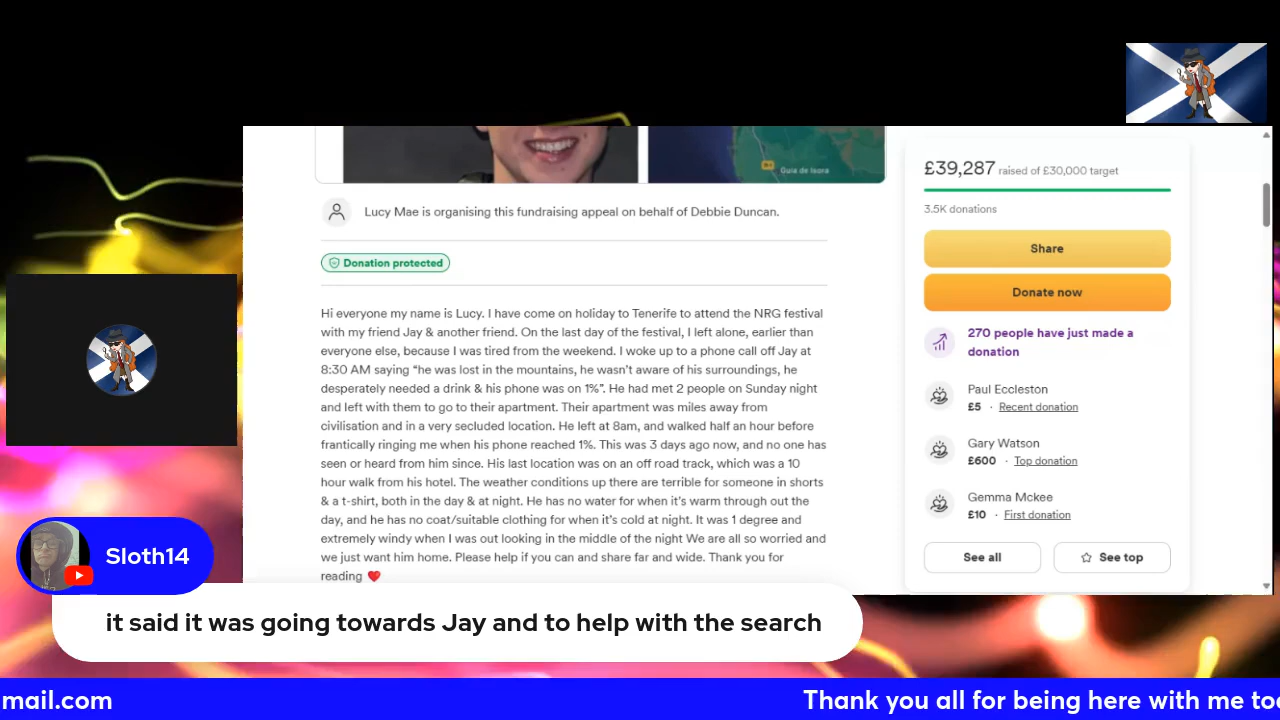 Guia de Isora
£39,287 raised of £30,000 target
3.5K donations
Share
Donate now
270 people have just made a
donation
Paul Eccleston
£5 · Recent donation
Gary Watson
£600 · Top donation
Gemma Mckee
£10 · First donation
See all
See top
Lucy Mae is organising this fundraising appeal on behalf of Debbie Duncan.
Donation protected
Hi everyone my name is Lucy. I have come on holiday to Tenerife to attend the NRG festival
with my friend Jay & another friend. On the last day of the festival, I left alone, earlier than
everyone else, because I was tired from the weekend. I woke up to a phone call off Jay at
8:30 AM saying “he was lost in the mountains, he wasn’t aware of his surroundings, he
desperately needed a drink & his phone was on 1%”. He had met 2 people on Sunday night
and left with them to go to their apartment. Their apartment was miles away from
civilisation and in a very secluded location. He left at 8am, and walked half an hour before
frantically ringing me when his phone reached 1%. This was 3 days ago now, and no one has
seen or heard from him since. His last location was on an off road track, which was a 10
hour walk from his hotel. The weather conditions up there are terrible for someone in shorts
& a t-shirt, both in the day & at night. He has no water for when it’s warm through out the
day, and he has no coat/suitable clothing for when it’s cold at night. It was 1 degree and
extremely windy when I was out looking in the middle of the night We are all so worried and
we just want him home. Please help if you can and share far and wide. Thank you for
reading ❤️
Sloth14
it said it was going towards Jay and to help with the search
mail.com
Thank you all for being here with me too